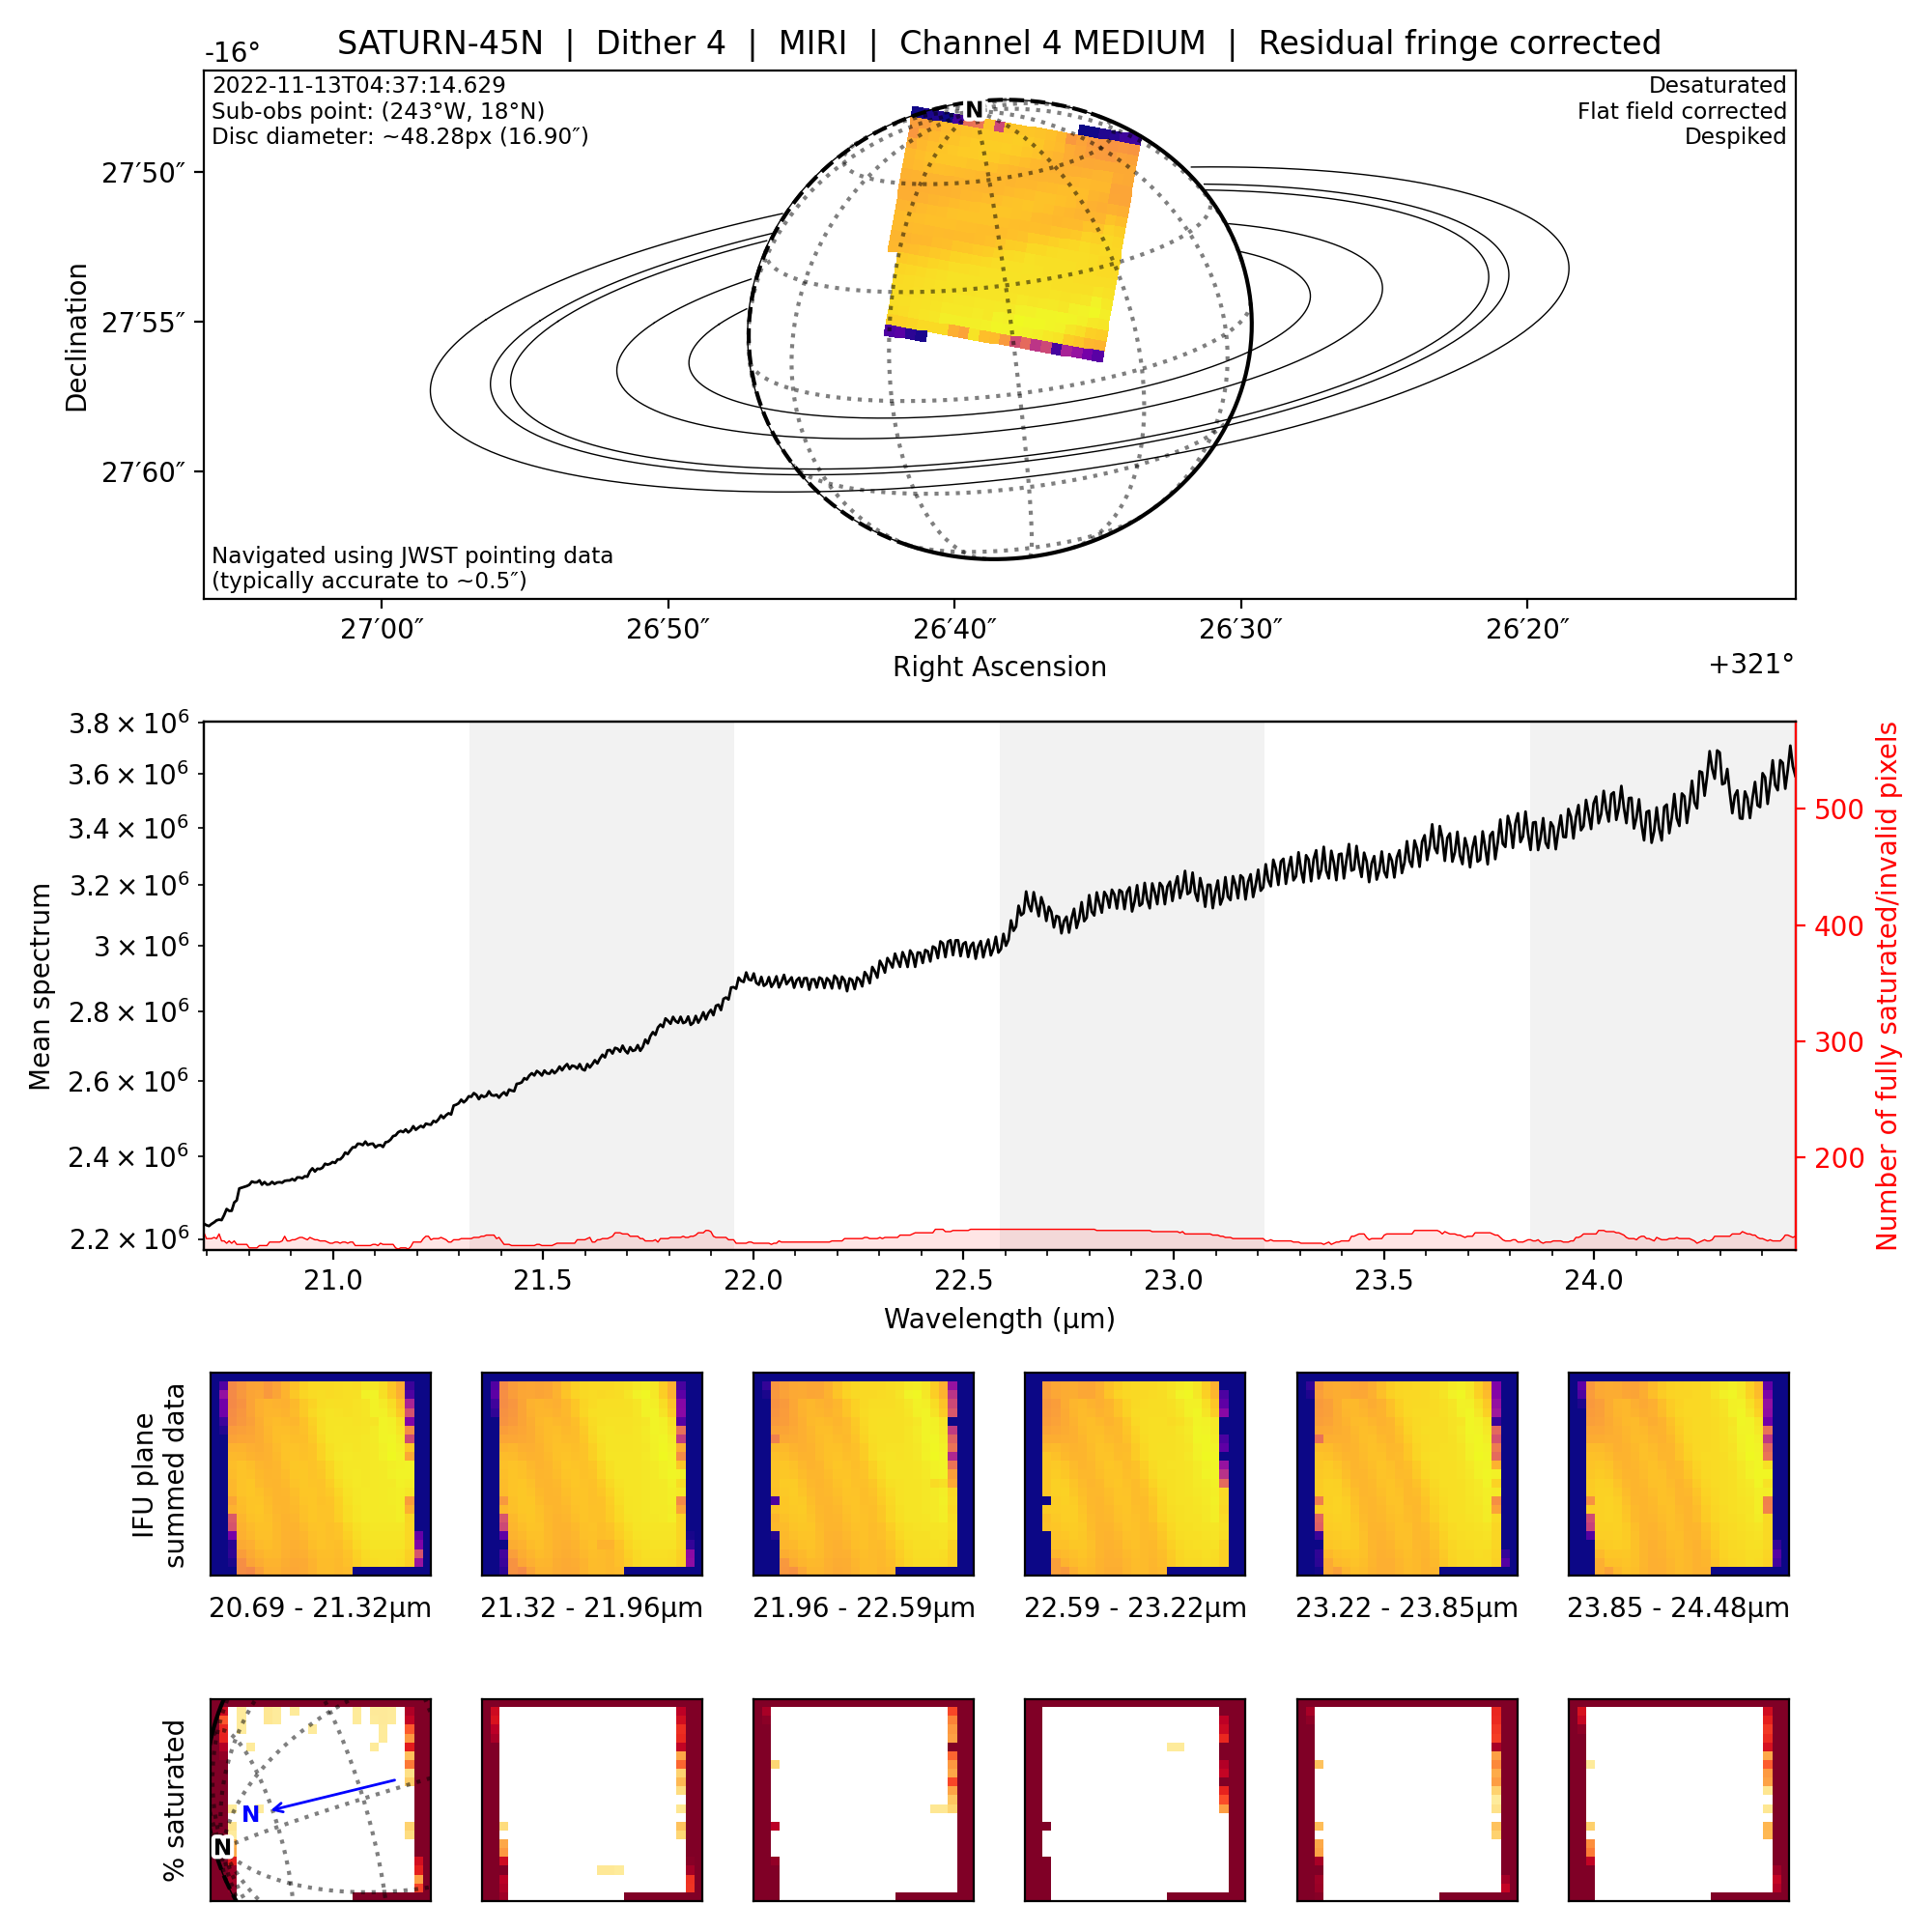 SATURN-45N | Dither 4 | MIRI | Channel 4 MEDIUM | Residual fringe corrected
-16°
2022-11-13T04:37:14.629
Sub-obs point: (243°W, 18°N)
Disc diameter: ~48.28px (16.90″)
Desaturated
Flat field corrected
Despiked
N
27′50″
27′55″
27′60″
Declination
Navigated using JWST pointing data
(typically accurate to ~0.5″)
27′00″ 26′50″ 26′40″ 26′30″ 26′20″
Right Ascension
+321°
3.8 × 10⁶
3.6 × 10⁶
3.4 × 10⁶
3.2 × 10⁶
3 × 10⁶
2.8 × 10⁶
2.6 × 10⁶
2.4 × 10⁶
2.2 × 10⁶
Mean spectrum
500
400
300
200
Number of fully saturated/invalid pixels
21.0 21.5 22.0 22.5 23.0 23.5 24.0
Wavelength (µm)
IFU plane
summed data
20.69 - 21.32µm 21.32 - 21.96µm 21.96 - 22.59µm 22.59 - 23.22µm 23.22 - 23.85µm 23.85 - 24.48µm
% saturated
N
N